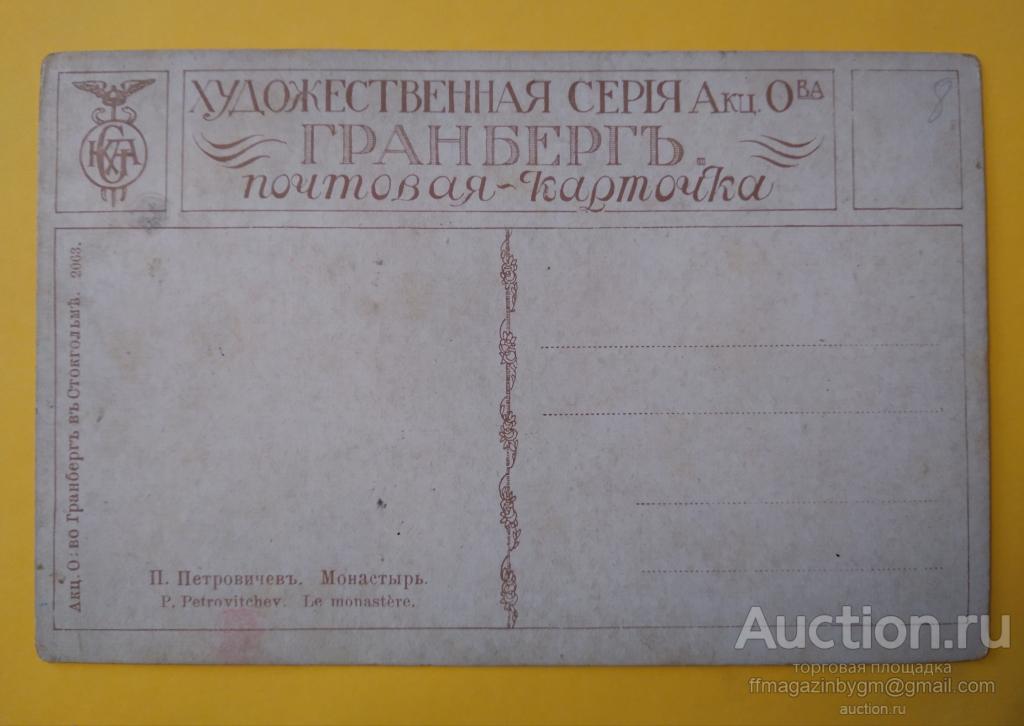 ХУДОЖЕСТВЕННАЯ СЕРІЯ АКЦ. ОВА
ГРАНБЕРГЪ
почтовая-карточка
8
Акц. О: во Гранбергъ въ Стокгольмѣ. 2063.
П. Петровичевъ. Монастырь.
P. Petrovitchev. Le monastère.
Auction.ru
торговая площадка
ffmagazinbygm@gmail.com
auction.ru